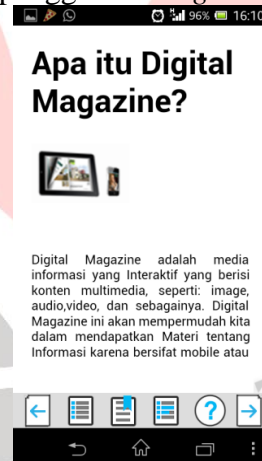 96% 16:10
Apa itu Digital
Magazine?
Digital Magazine adalah media
informasi yang Interaktif yang berisi
konten multimedia, seperti: image,
audio,video, dan sebagainya. Digital
Magazine ini akan mempermudah kita
dalam mendapatkan Materi tentang
Informasi karena bersifat mobile atau
?